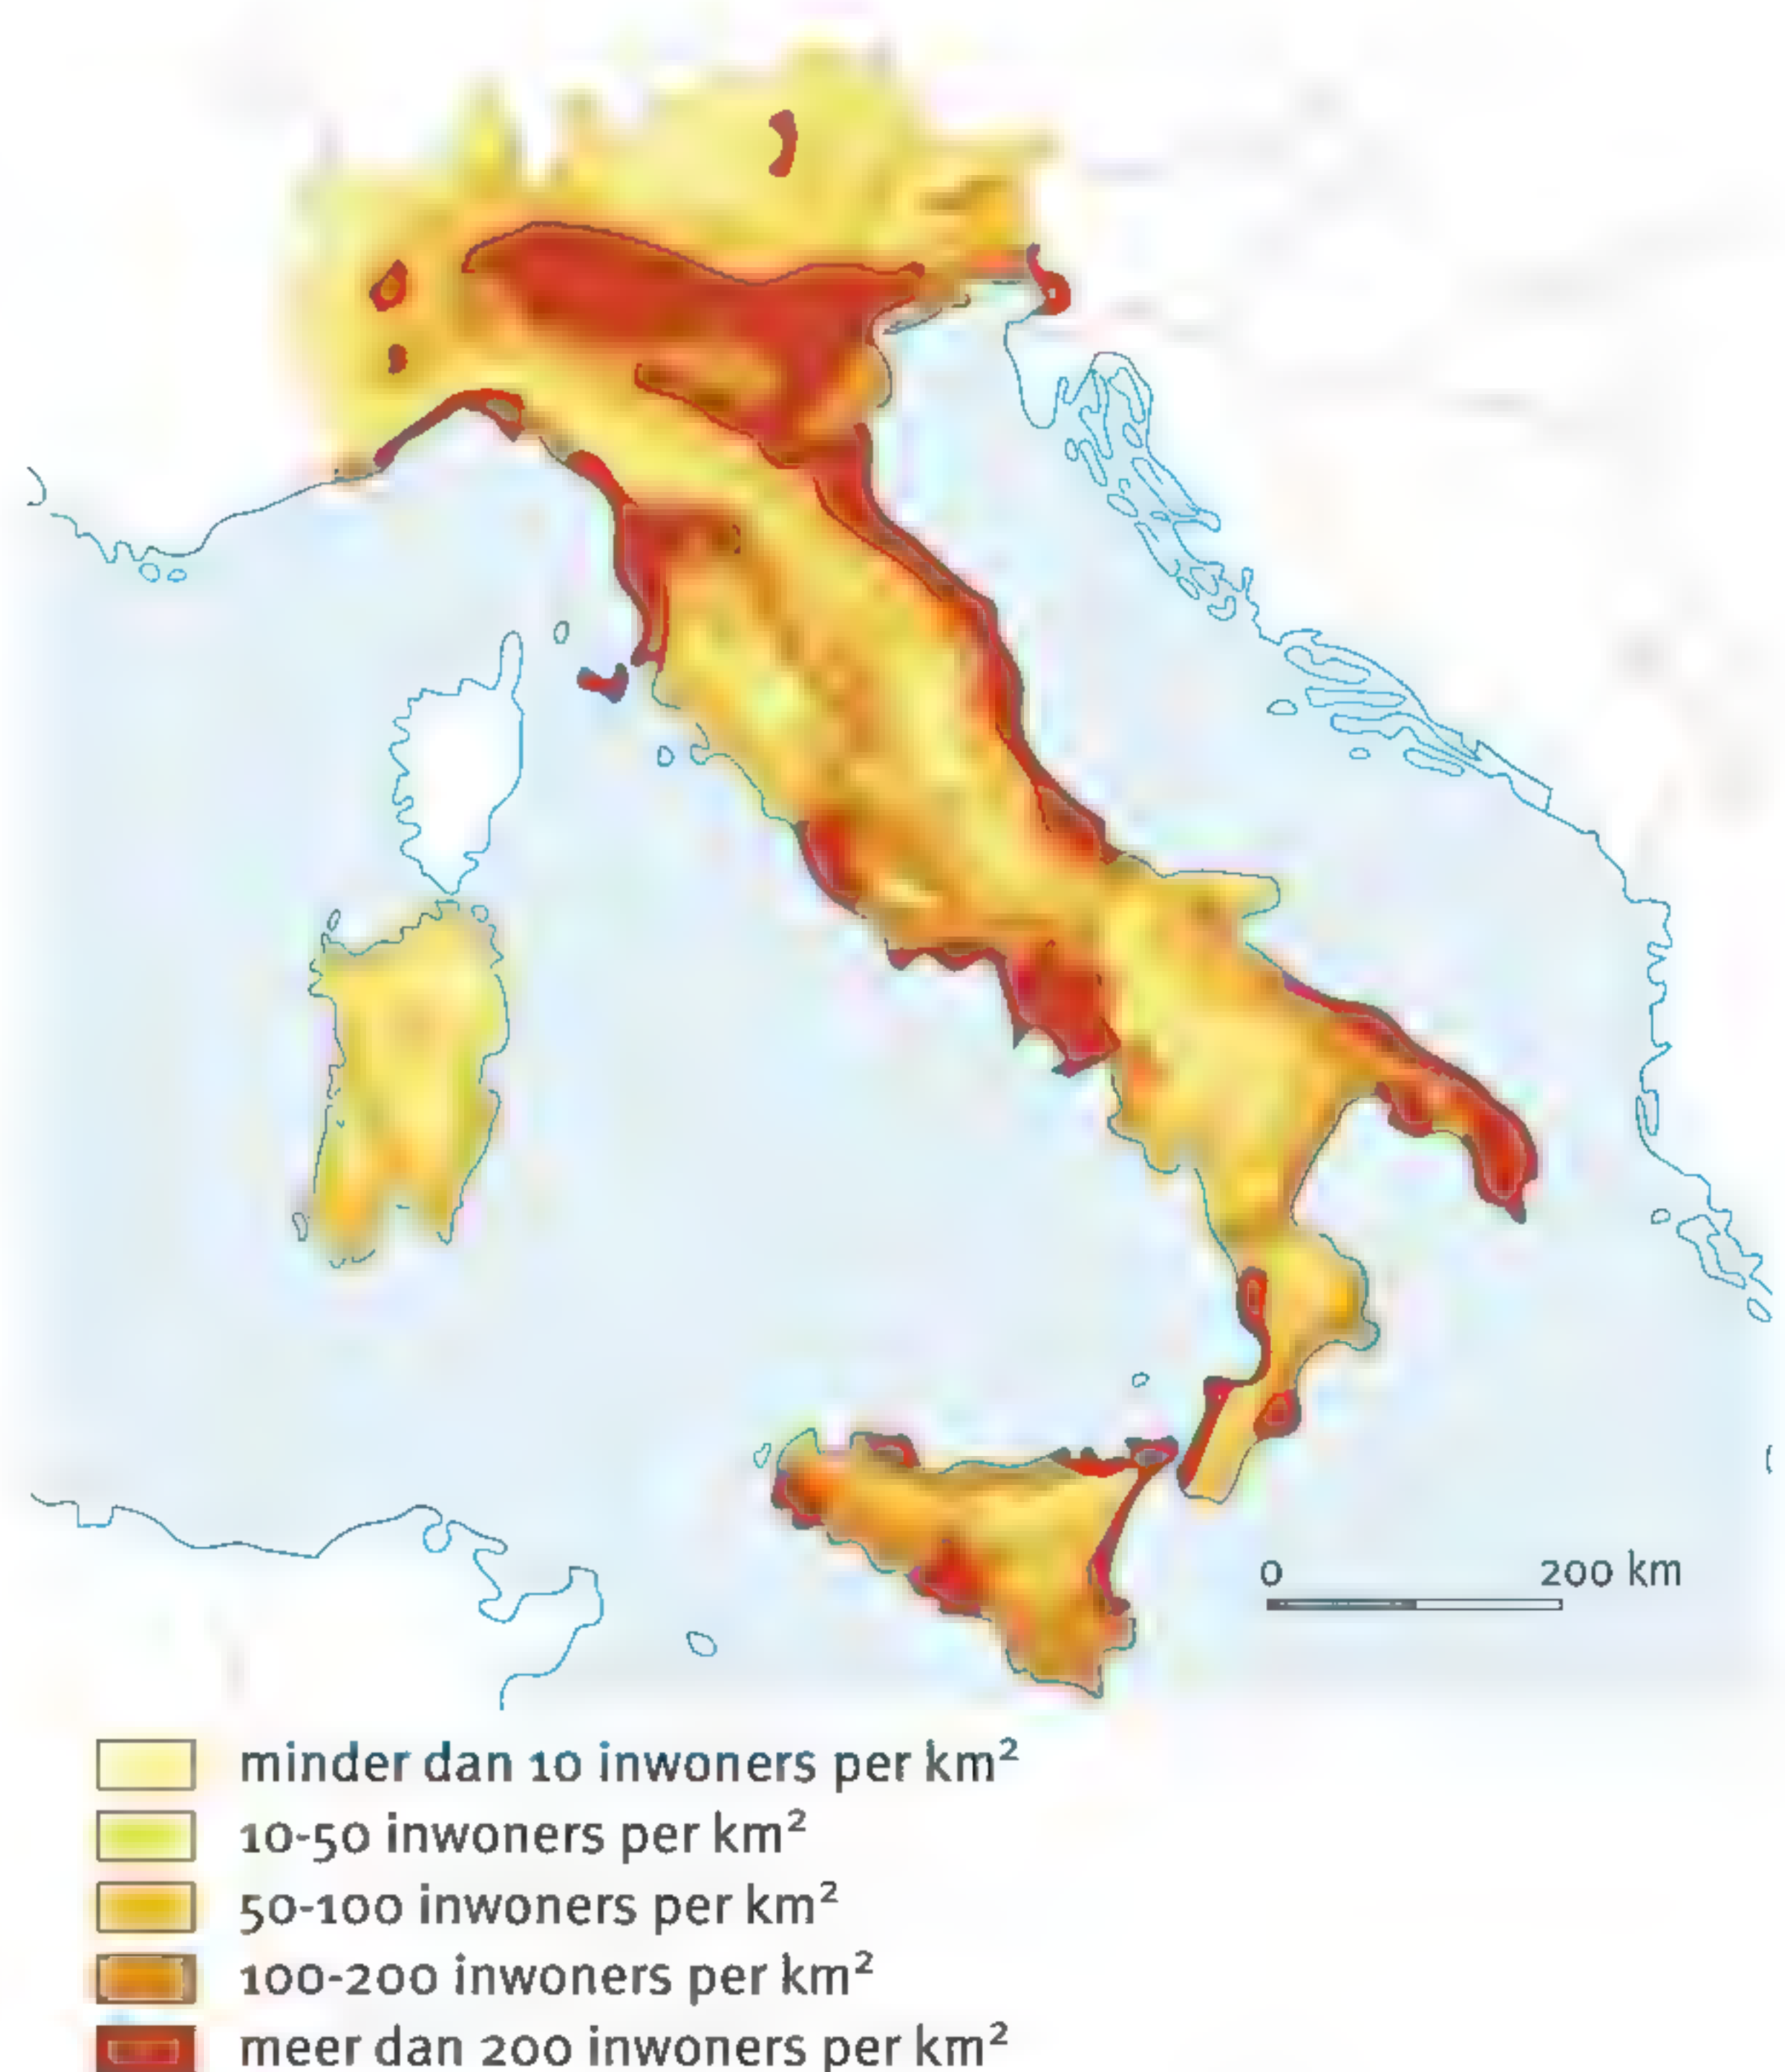 0 200 km
minder dan 10 inwoners per km²
10-50 inwoners per km²
50-100 inwoners per km²
100-200 inwoners per km²
meer dan 200 inwoners per km²